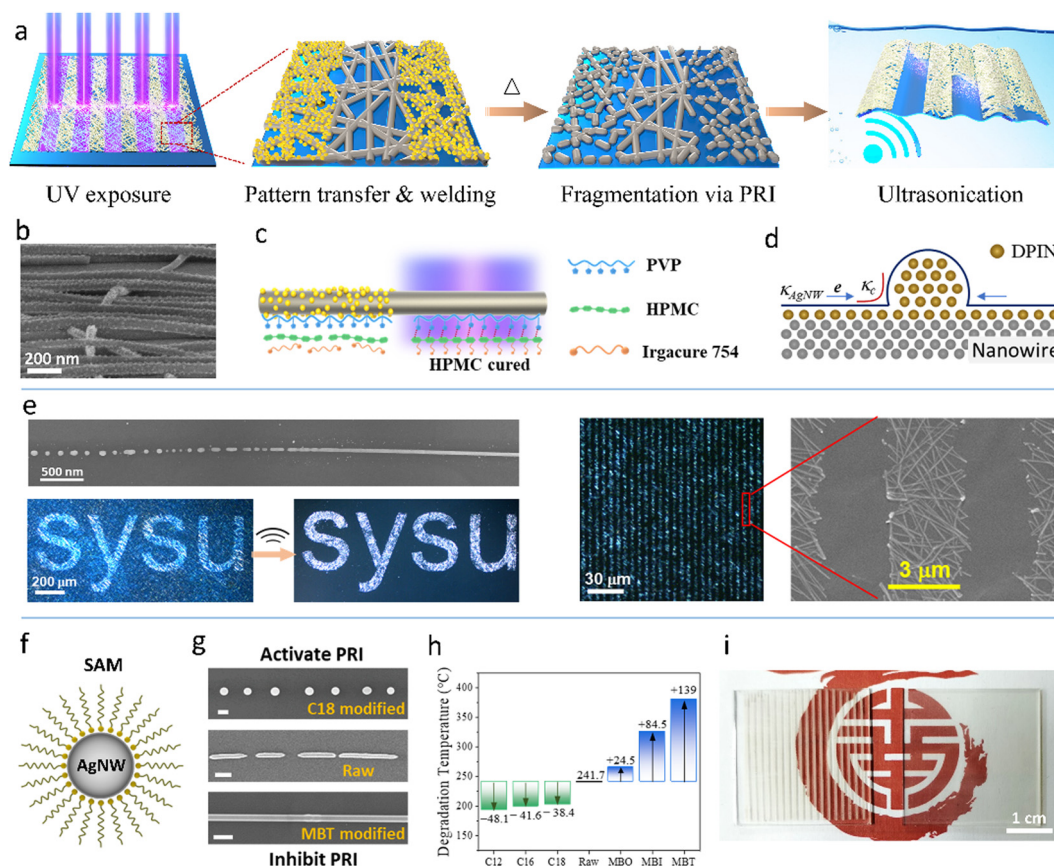 a
UV exposure
Pattern transfer & welding
△
Fragmentation via PRI
Ultrasonication
b
200 nm
c
PVP
HPMC
Irgacure 754
HPMC cured
d
DPIN
κAgNW
e
κc
Nanowire
e
500 nm
sysu
200 μm
sysu
30 μm
3 μm
f
SAM
AgNW
g
Activate PRI
C18 modified
Raw
MBT modified
Inhibit PRI
h
Degradation Temperature (°C)
400
350
300
250
200
150
−48.1
−41.6
−38.4
241.7
+24.5
+84.5
+139
C12
C16
C18
Raw
MBO
MBI
MBT
i
1 cm